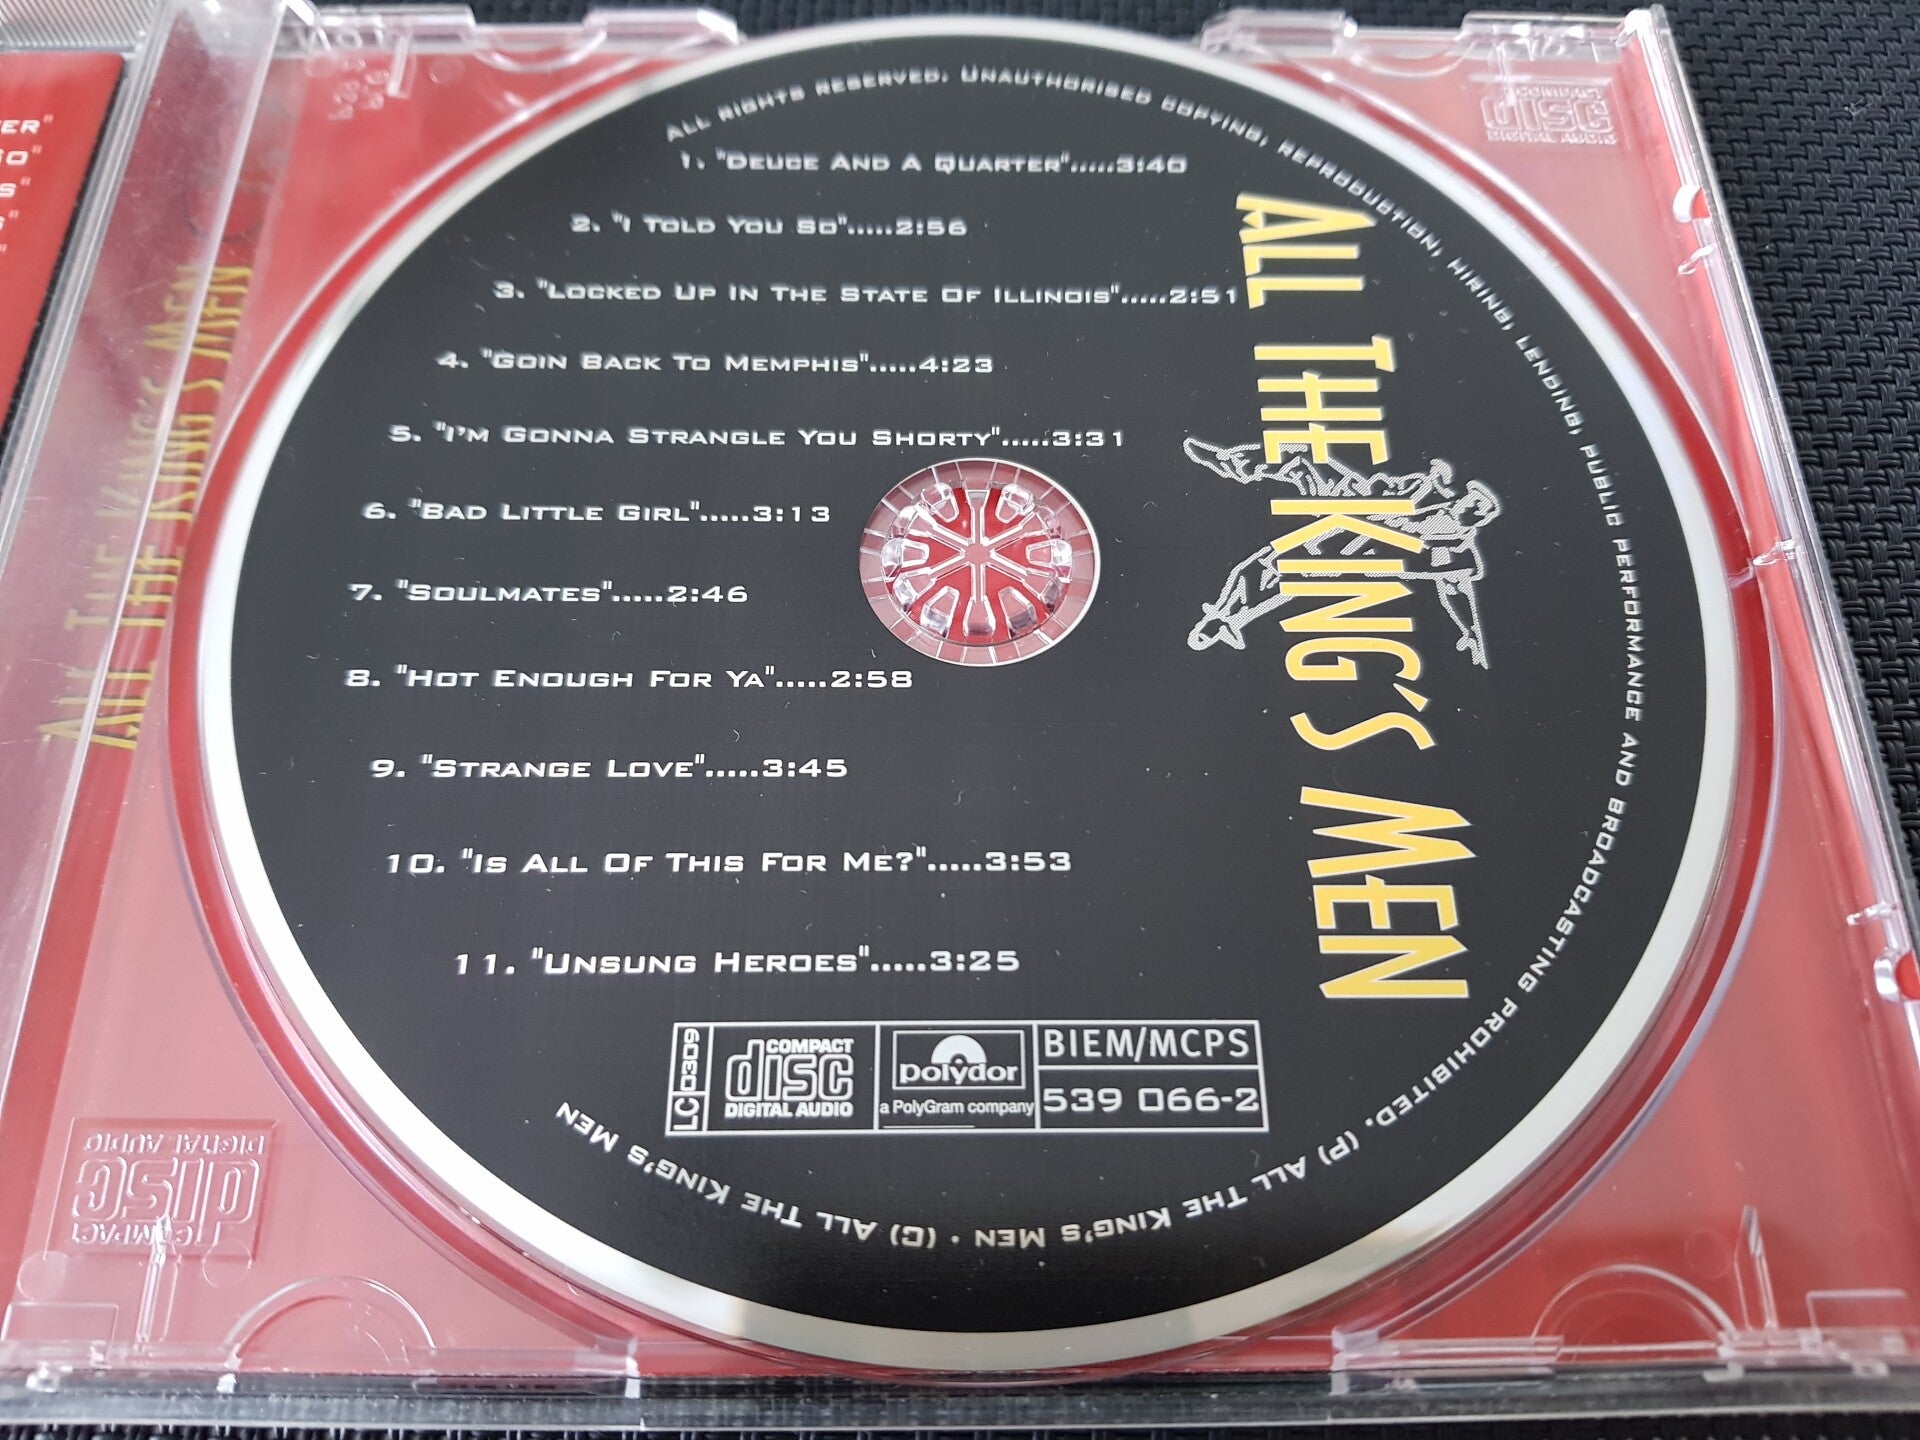 ALL RIGHTS RESERVED. UNAUTHORISED COPYING, REPRODUCTION, HIRING, LENDING, PUBLIC PERFORMANCE AND BROADCASTING PROHIBITED. (P) ALL THE KING'S MEN • (C) ALL THE KING'S MEN
1. "DEUCE AND A QUARTER".....3:40
2. "I TOLD YOU SO".....2:56
3. "LOCKED UP IN THE STATE OF ILLINOIS".....2:51
4. "GOIN BACK TO MEMPHIS".....4:23
5. "I'M GONNA STRANGLE YOU SHORTY".....3:31
6. "BAD LITTLE GIRL".....3:13
7. "SOULMATES".....2:46
8. "HOT ENOUGH FOR YA".....2:58
9. "STRANGE LOVE".....3:45
10. "IS ALL OF THIS FOR ME?".....3:53
11. "UNSUNG HEROES".....3:25
ALL THE KING'S MEN
LC 0309
COMPACT
disc
DIGITAL AUDIO
polydor
a PolyGram company
BIEM/MCPS
539 066-2
ALL THE KING'S MEN
COMPACT
disc
DIGITAL AUDIO
COMPACT
disc
DIGITAL AUDIO